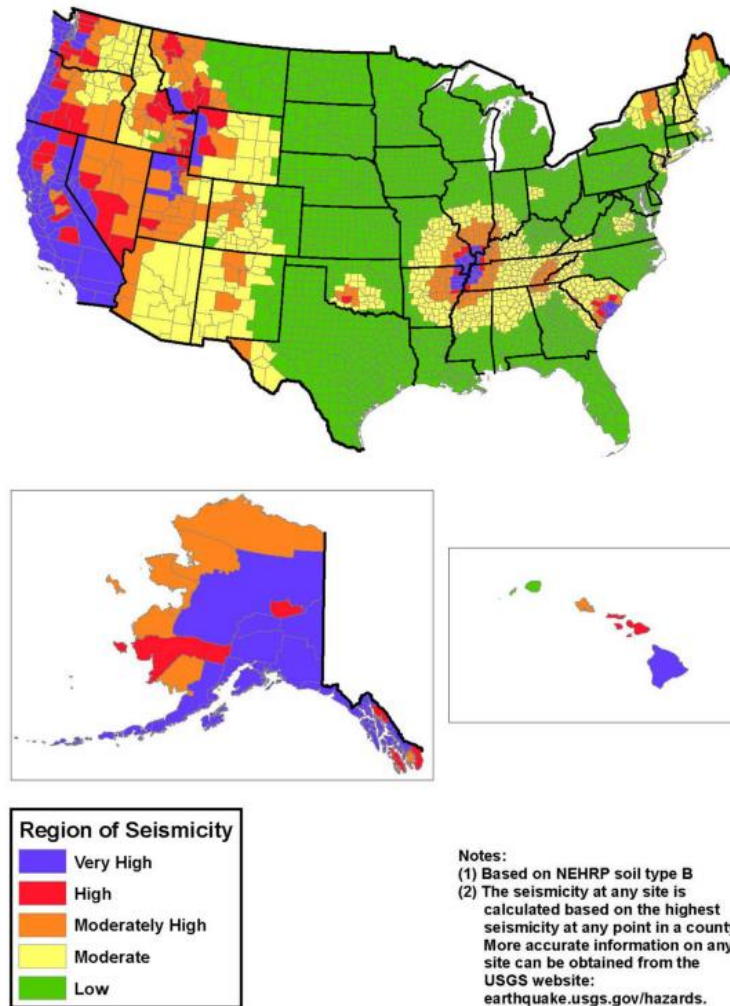 Region of Seismicity
Very High
High
Moderately High
Moderate
Low
Notes:
(1) Based on NEHRP soil type B
(2) The seismicity at any site is
calculated based on the highest
seismicity at any point in a county
More accurate information on any
site can be obtained from the
USGS website:
earthquake.usgs.gov/hazards.